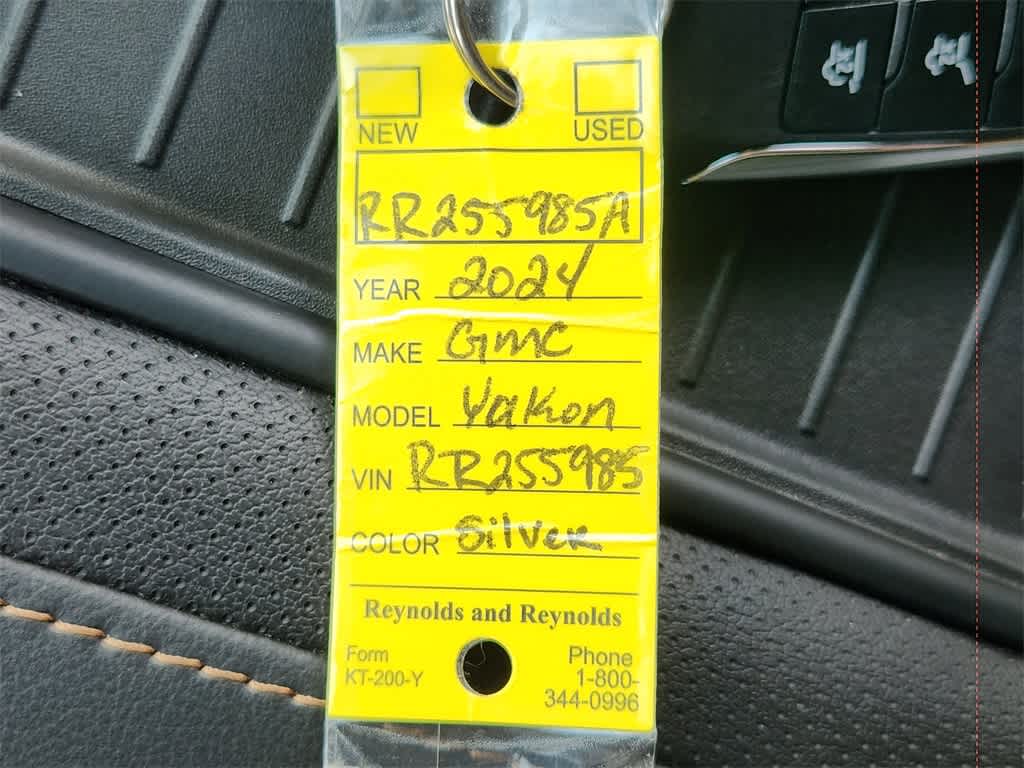 NEW USED
RR255985A
YEAR 2024
MAKE GMC
MODEL Yukon
VIN RR255985
COLOR Silver
Reynolds and Reynolds
Form Phone
KT-200-Y 1-800-
344-0996